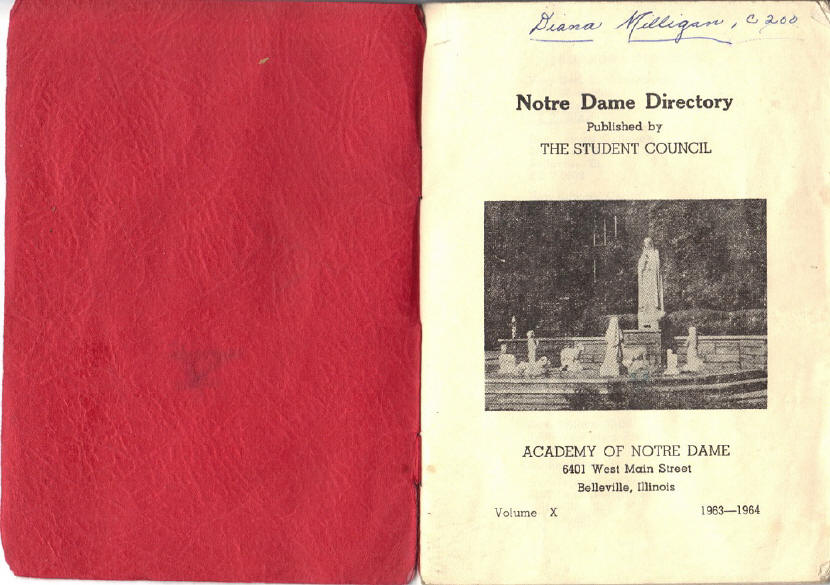 Diana Milligan, C200
Notre Dame Directory
Published by
THE STUDENT COUNCIL
ACADEMY OF NOTRE DAME
6401 West Main Street
Belleville, Illinois
Volume X 1963—1964